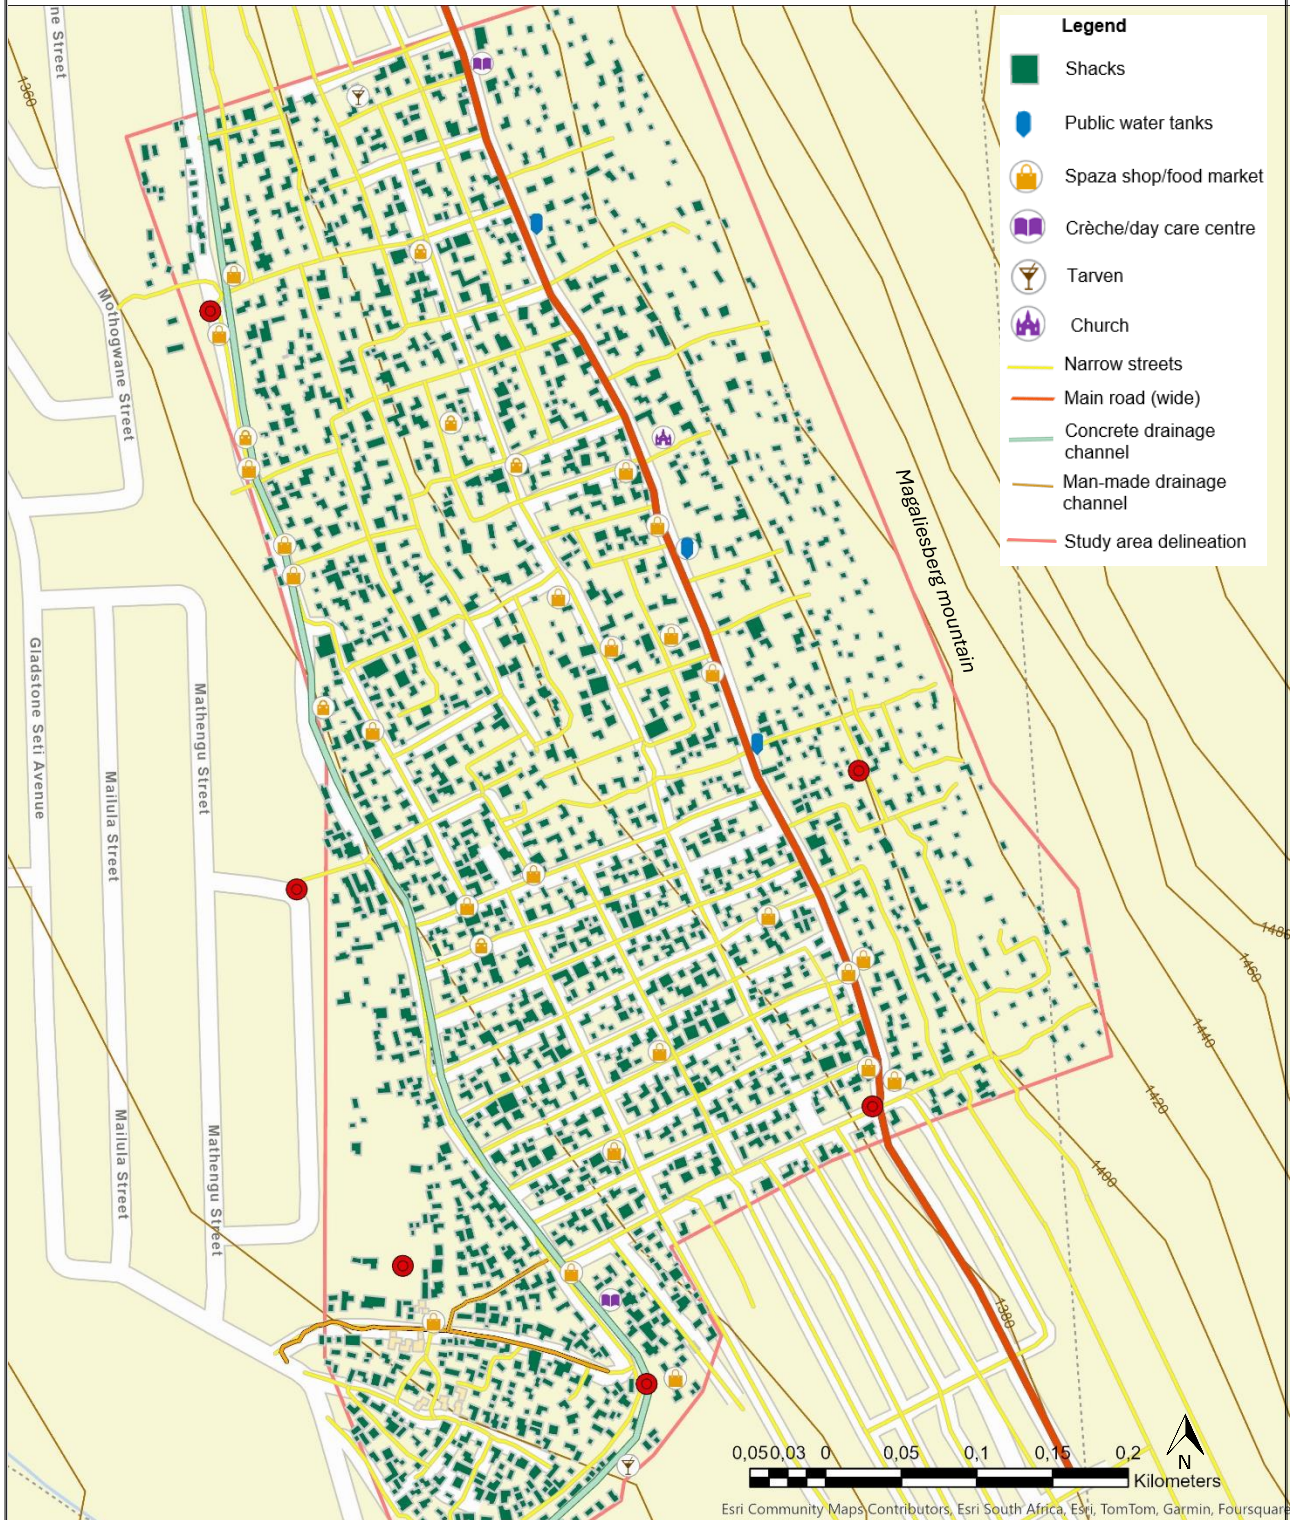 Legend
Shacks
Public water tanks
Spaza shop/food market
Crèche/day care centre
Tarven
Church
Narrow streets
Main road (wide)
Concrete drainage
channel
Man-made drainage
channel
Study area delineation
ne Street
1360
Mothogwane Street
Magaliesberg mountain
Gladstone Seti Avenue
Mailula Street
Mathengu Street
Mailula Street
Mathengu Street
1480
1460
1440
1420
1400
1380
0,05 0,03 0 0,05 0,1 0,15 0,2
Kilometers
N
Esri Community Maps Contributors, Esri South Africa, Esri, TomTom, Garmin, Foursquare